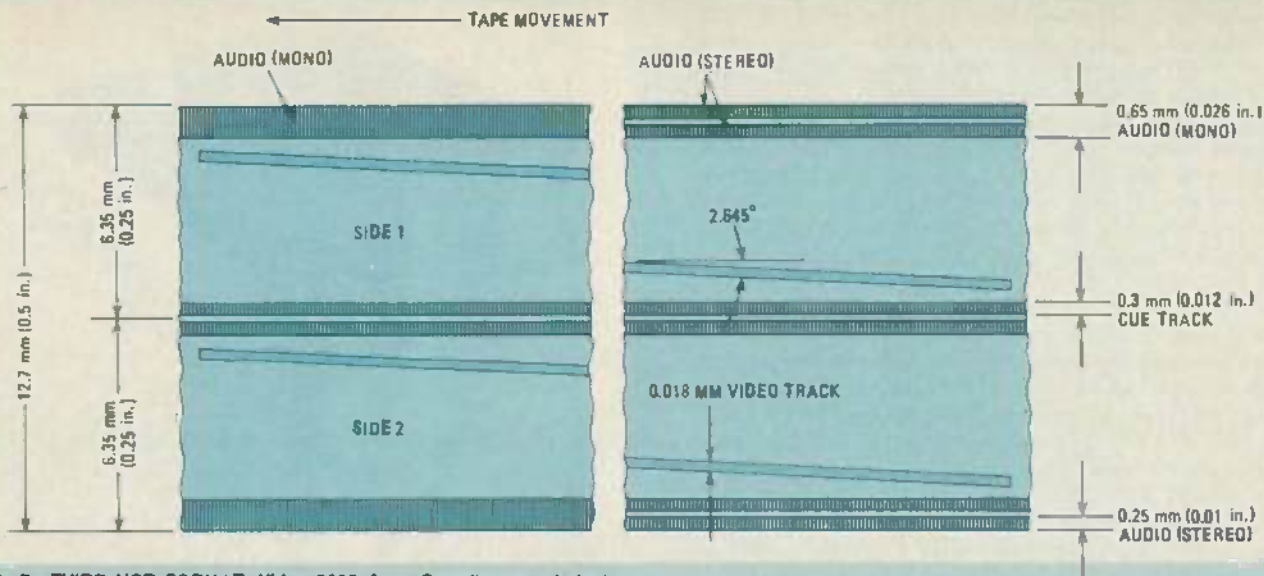 TAPE MOVEMENT
AUDIO (MONO)
AUDIO (STEREO)
0.65 mm (0.026 in.)
AUDIO (MONO)
12.7 mm (0.5 in.)
6.35 mm
(0.25 in.)
SIDE 1
2.645°
0.3 mm (0.012 in.)
CUE TRACK
6.35 mm
(0.25 in.)
0.018 MM VIDEO TRACK
SIDE 2
0.25 mm (0.01 in.)
AUDIO (STEREO)